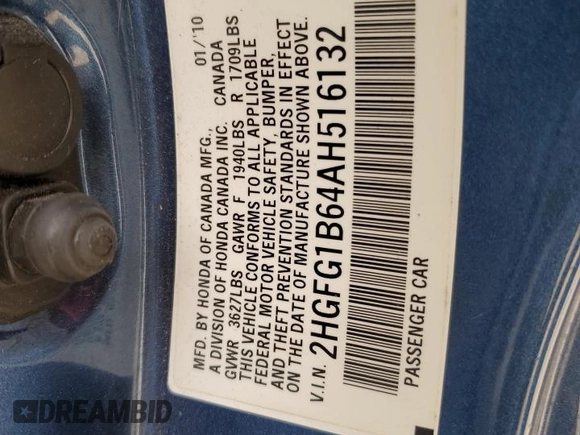 MFD. BY HONDA OF CANADA MFG., 01/'10
A DIVISION OF HONDA CANADA INC. CANADA
GVWR 3627LBS GAWR F 1940LBS R 1709LBS
THIS VEHICLE CONFORMS TO ALL APPLICABLE
FEDERAL MOTOR VEHICLE SAFETY, BUMPER,
AND THEFT PREVENTION STANDARDS IN EFFECT
ON THE DATE OF MANUFACTURE SHOWN ABOVE.
V.I.N. 2HGFG1B64AH516132
PASSENGER CAR
DREAMBID